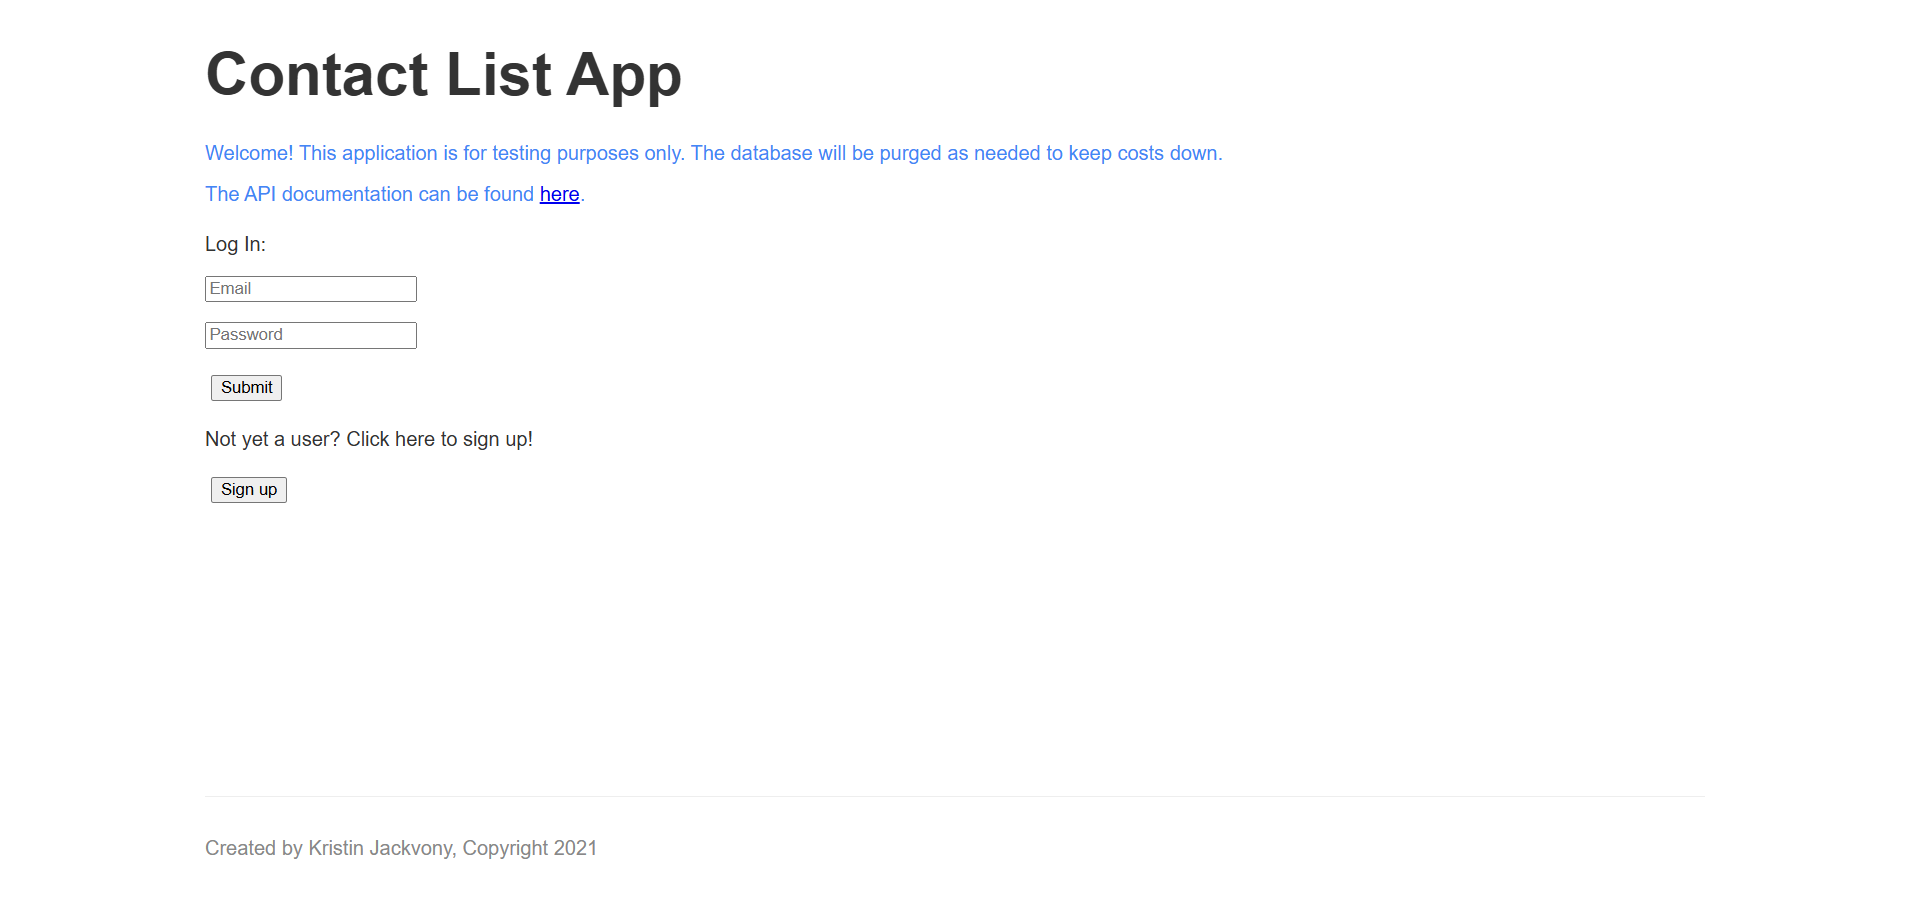 Contact List App
Welcome! This application is for testing purposes only. The database will be purged as needed to keep costs down.
The API documentation can be found here.
Log In:
Email
Password
Submit
Not yet a user? Click here to sign up!
Sign up
Created by Kristin Jackvony, Copyright 2021